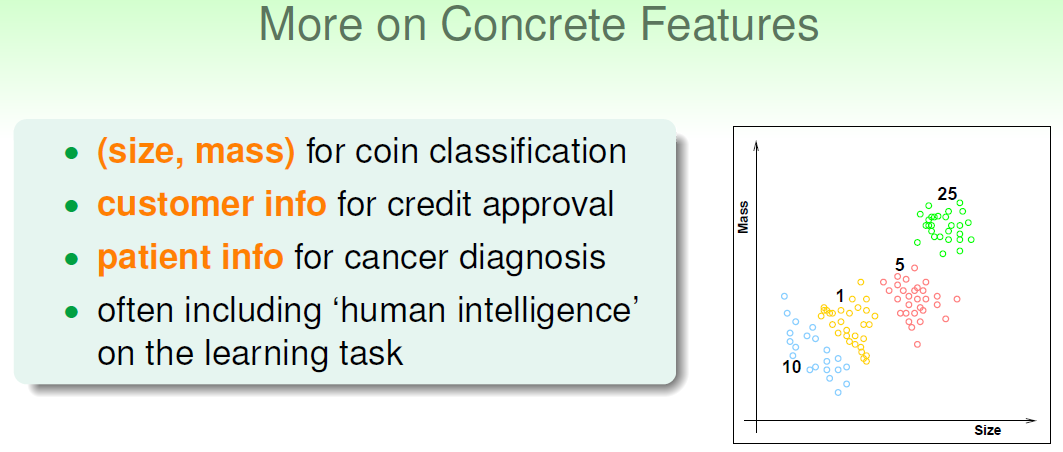 More on Concrete Features
• (size, mass) for coin classification
• customer info for credit approval
• patient info for cancer diagnosis
• often including ‘human intelligence’
on the learning task
Mass
25
5
1
10
Size